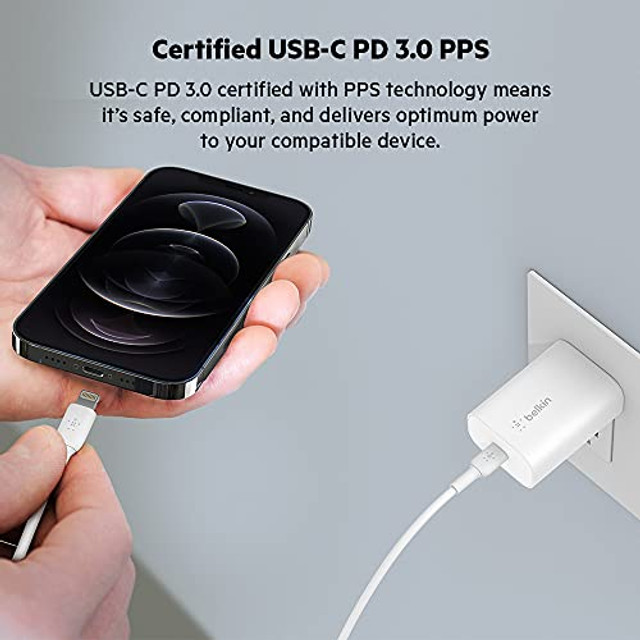 Certified USB-C PD 3.0 PPS
USB-C PD 3.0 certified with PPS technology means
it's safe, compliant, and delivers optimum power
to your compatible device.
belkin